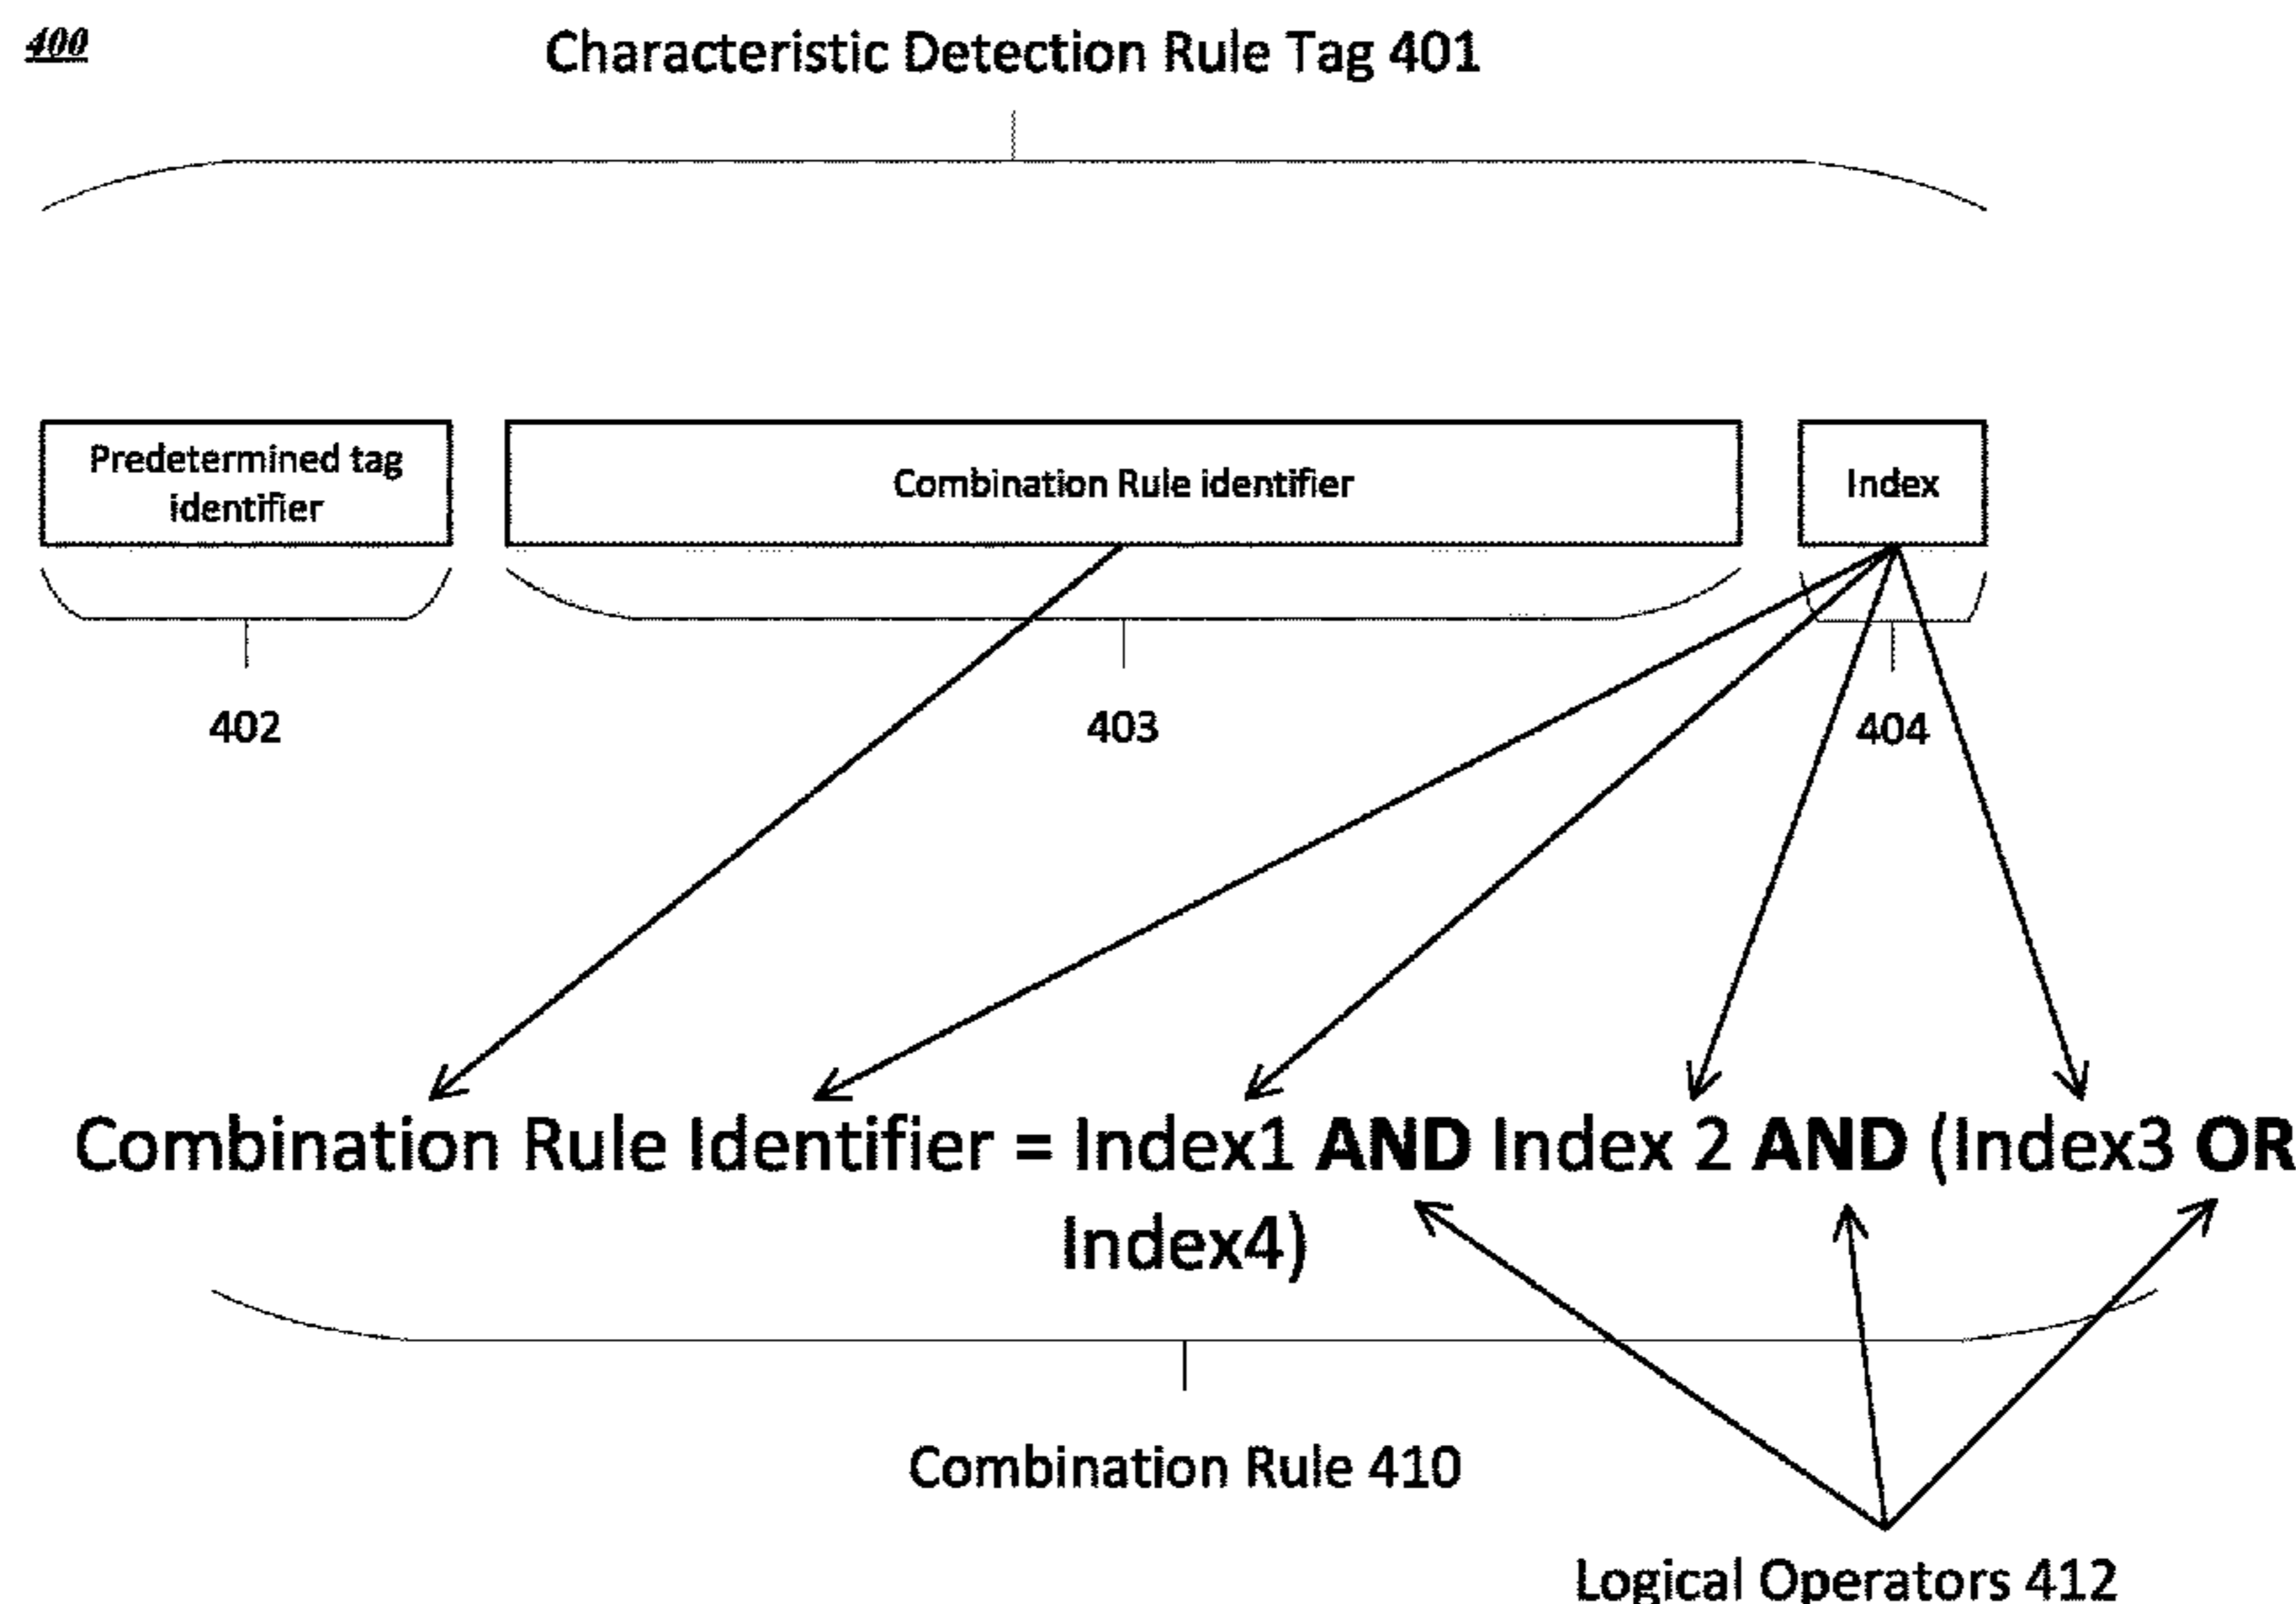 400
Characteristic Detection Rule Tag 401
Predetermined tag
identifier
Combination Rule identifier
Index
402
403
404
Combination Rule Identifier = Index1 AND Index 2 AND (Index3 OR
Index4)
Combination Rule 410
Logical Operators 412